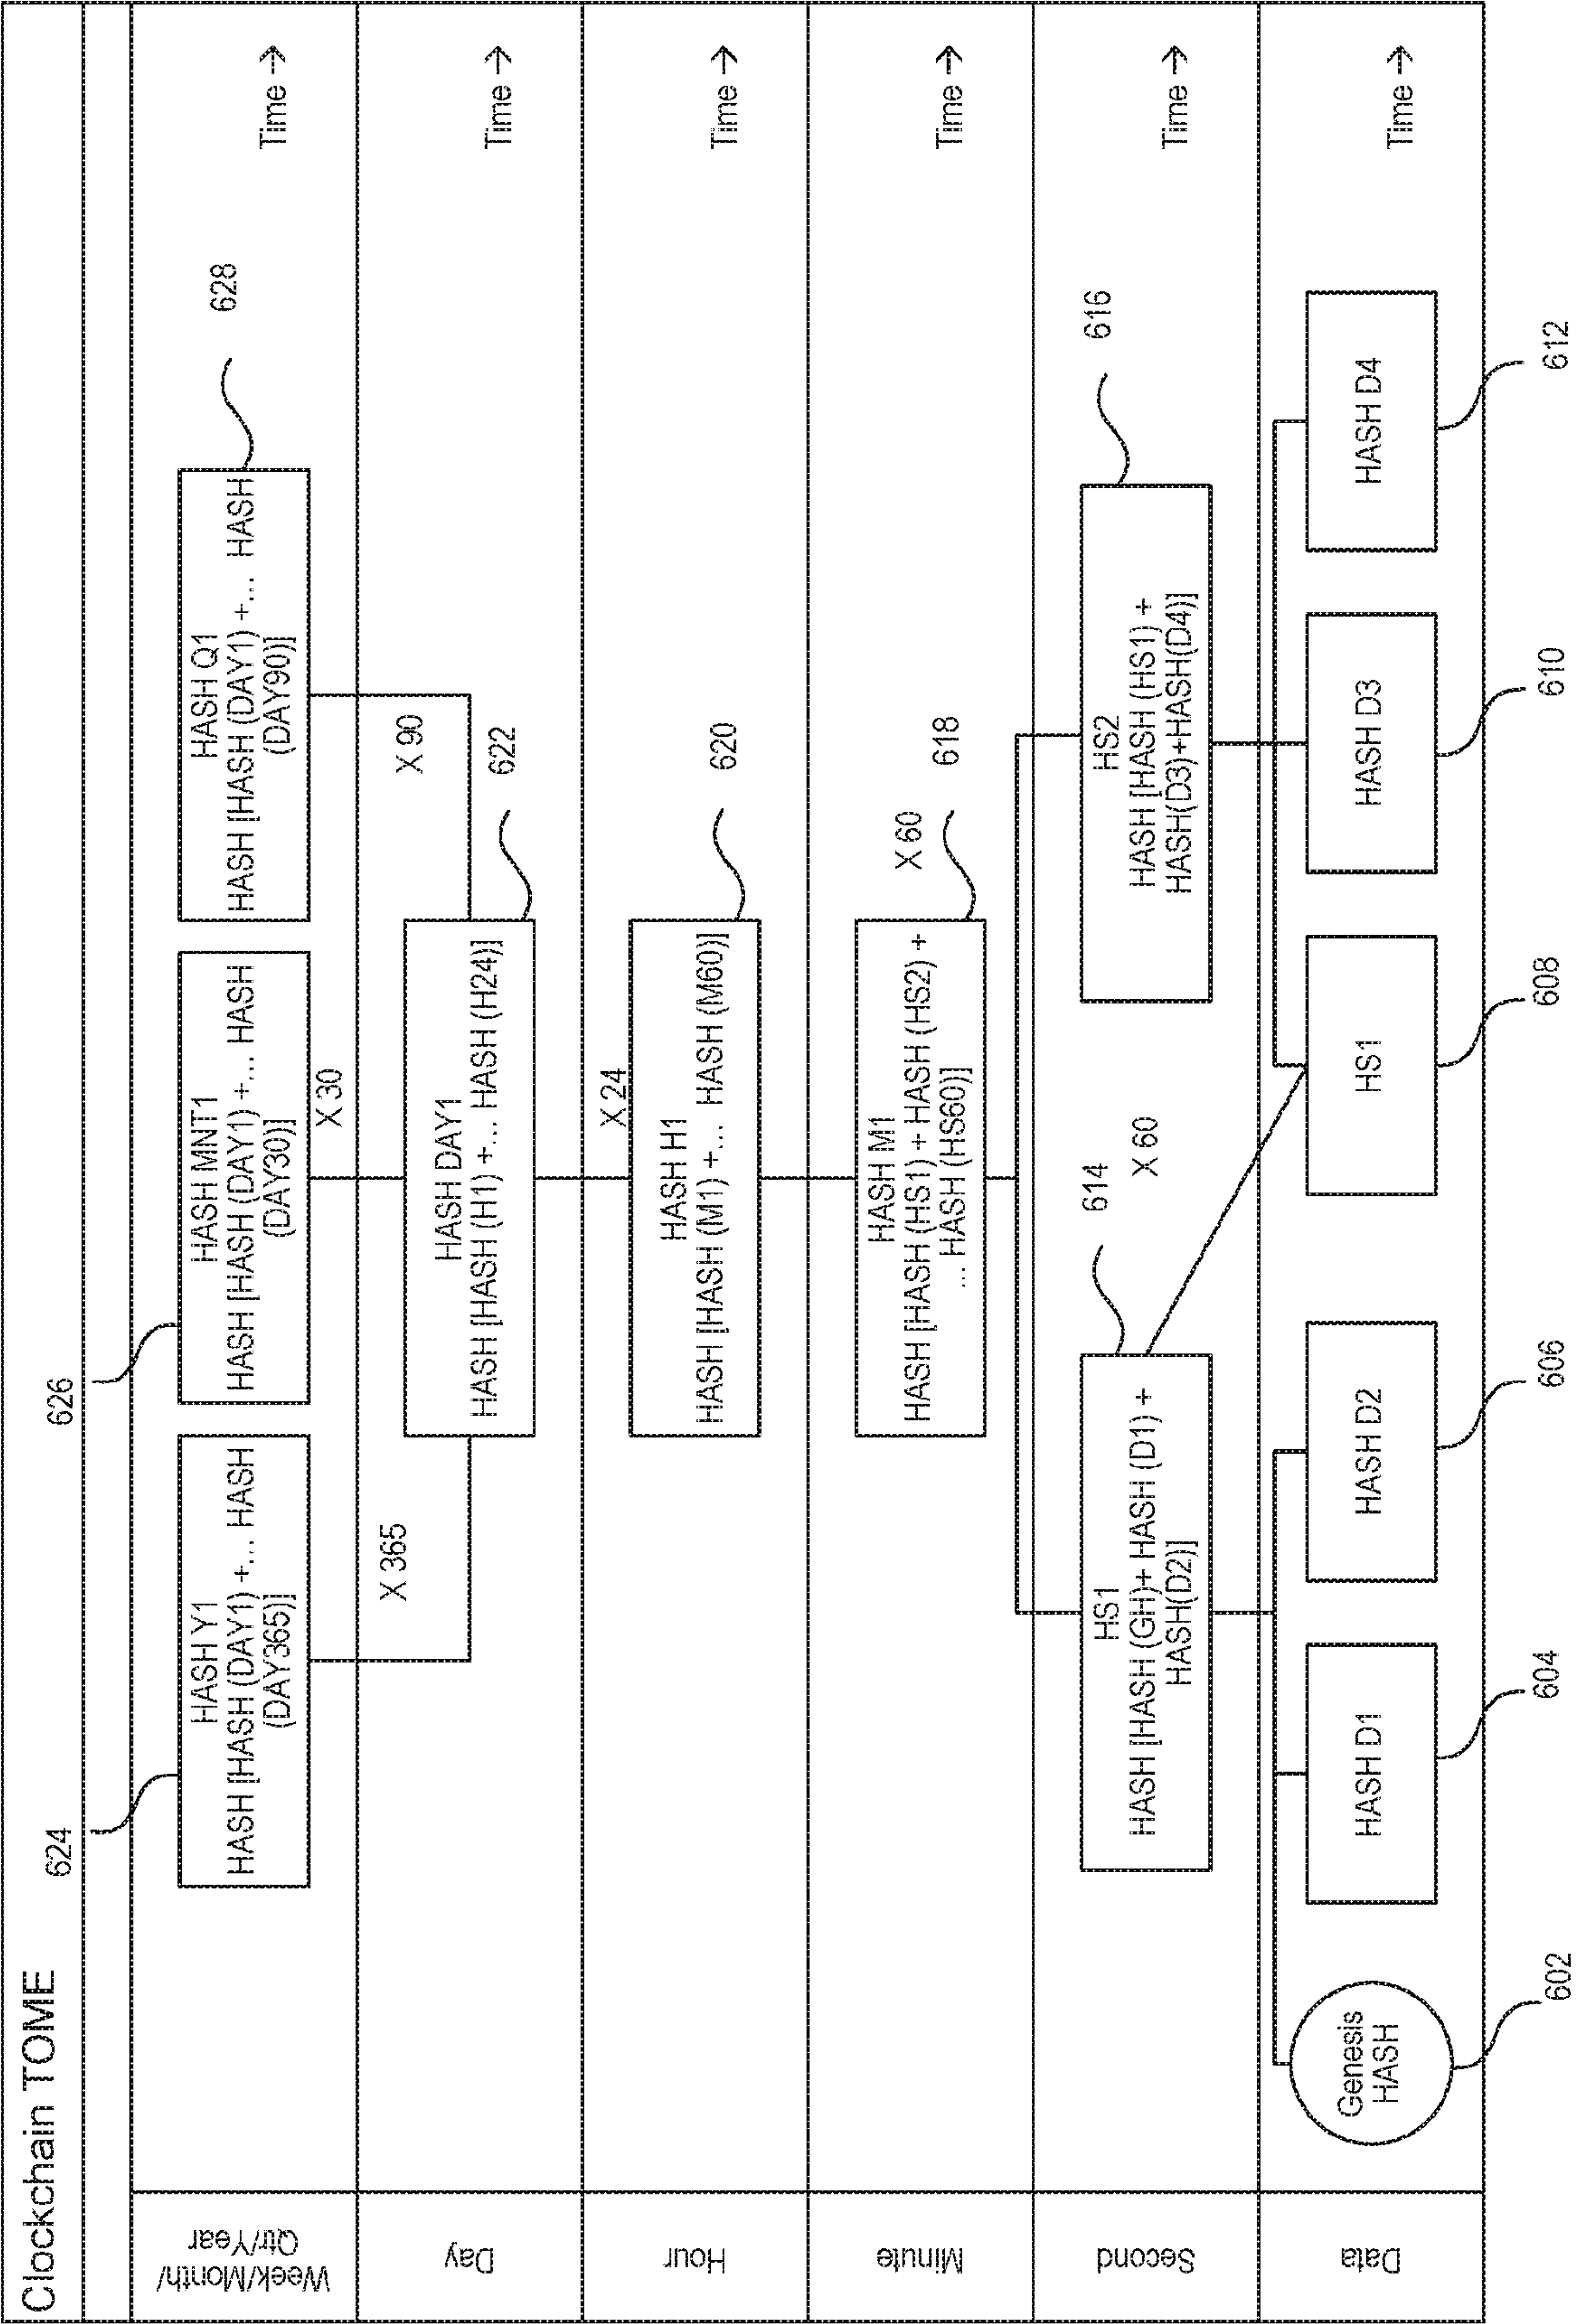 Clockchain TOME
Week/Month/
Qtr/Year
624
HASH Y1
HASH [HASH (DAY1) +... HASH
(DAY365)]
626
HASH MNT1
HASH [HASH (DAY1) +... HASH
(DAY30)]
X 30
HASH Q1
HASH [HASH (DAY1) +... HASH
(DAY90)]
628
Time →
Day
X 365
HASH DAY1
HASH [HASH (H1) +... HASH (H24)]
X 90
622
Time →
Hour
X 24
HASH H1
HASH [HASH (M1) +... HASH (M60)]
620
Time →
Minute
HASH M1
HASH [HASH (HS1) + HASH (HS2) +
... HASH (HS60)]
X 60
618
Time →
Second
HS1
HASH [HASH (GH)+ HASH (D1) +
HASH(D2)]
614
X 60
HS2
HASH [HASH (HS1) +
HASH(D3)+HASH(D4)]
616
Time →
Data
Genesis
HASH
HASH D1
HASH D2
HS1
HASH D3
HASH D4
Time →
602
604
606
608
610
612